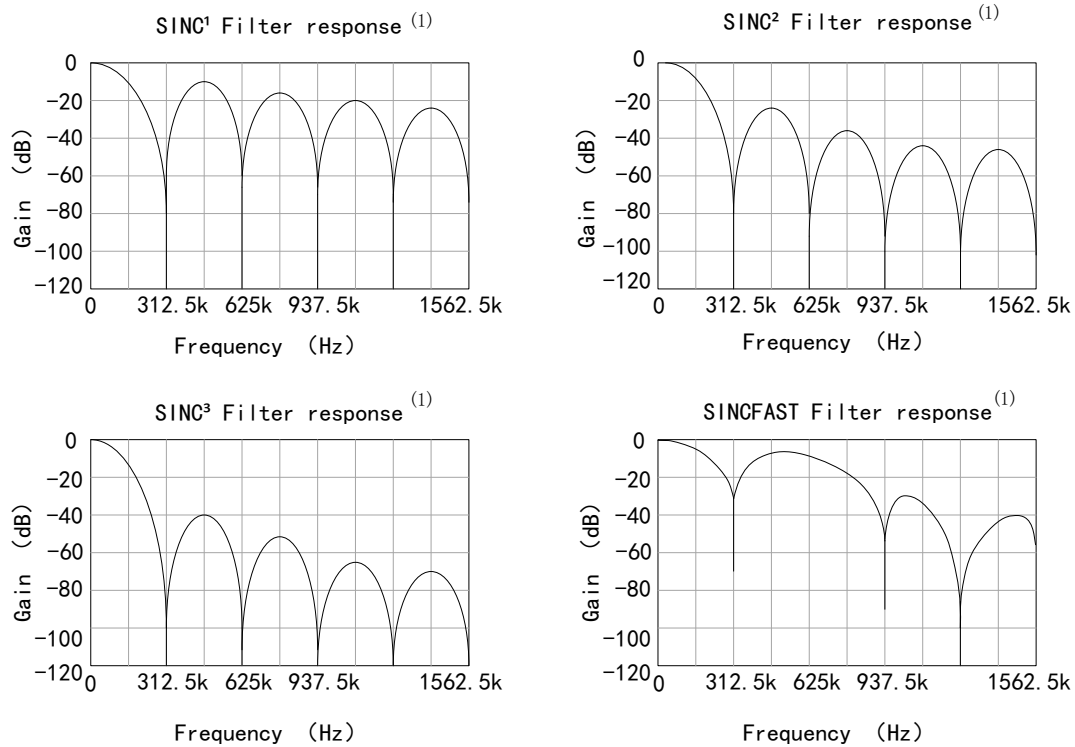 SINC¹ Filter response (1)
0
−20
−40
−60
−80
−100
−120
Gain (dB)
0 312.5k 625k 937.5k 1562.5k
Frequency (Hz)
SINC² Filter response (1)
0
−20
−40
−60
−80
−100
−120
Gain (dB)
0 312.5k 625k 937.5k 1562.5k
Frequency (Hz)
SINC³ Filter response (1)
0
−20
−40
−60
−80
−100
−120
Gain (dB)
0 312.5k 625k 937.5k 1562.5k
Frequency (Hz)
SINCFAST Filter response (1)
0
−20
−40
−60
−80
−100
−120
Gain (dB)
0 312.5k 625k 937.5k 1562.5k
Frequency (Hz)